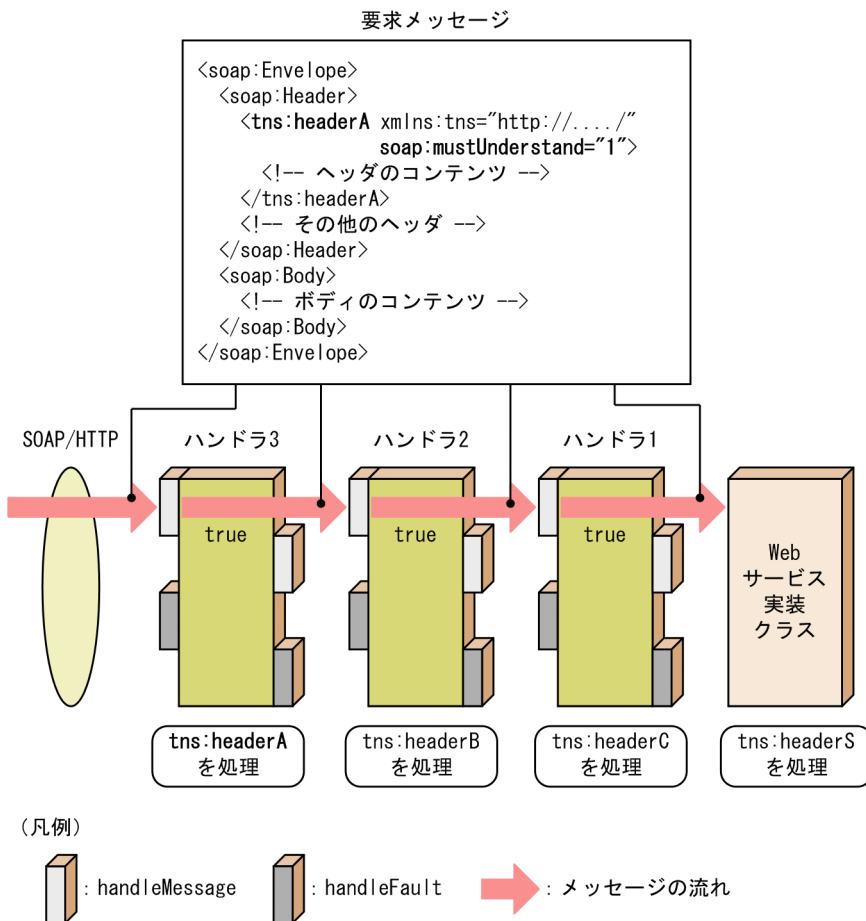 要求メッセージ
<soap:Envelope>
<soap:Header>
<tns:headerA xmlns:tns="http://..../"
soap:mustUnderstand="1">
<!-- ヘッダのコンテンツ -->
</tns:headerA>
<!-- その他のヘッダ -->
</soap:Header>
<soap:Body>
<!-- ボディのコンテンツ -->
</soap:Body>
</soap:Envelope>
SOAP/HTTP
ハンドラ3
ハンドラ2
ハンドラ1
true
true
true
Web
サービス
実装
クラス
tns:headerA
を処理
tns:headerB
を処理
tns:headerC
を処理
tns:headerS
を処理
(凡例)
: handleMessage
: handleFault
: メッセージの流れ